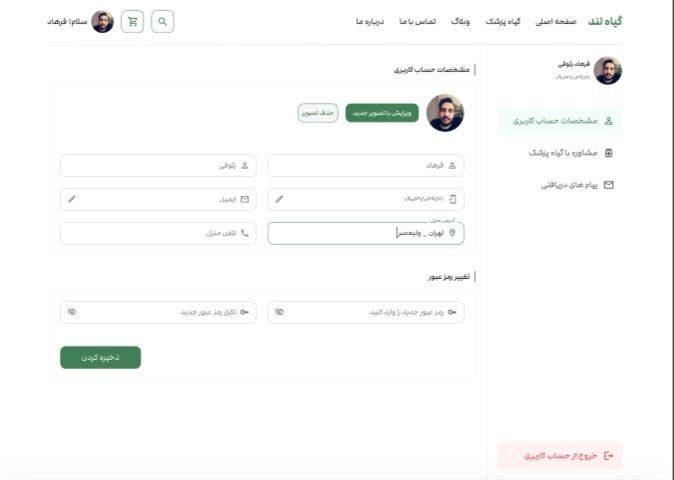 گیاه لند
صفحه اصلی
گیاه پزشک
وبلاگ
تماس با ما
درباره ما
سلام؛ فرهاد
فرهاد رئوفی
مشخصات حساب کاربری
مشاوره با گیاه پزشک
پیام های دریافتی
خروج از حساب کاربری
مشخصات حساب کاربری
ویرایش یا تصویر جدید
حذف تصویر
فرهاد
رئوفی
ایمیل
آدرس منزل
تهران _ ولیعصر
تلفن منزل
تغییر رمز عبور
رمز عبور جدید را وارد کنید
تکرار رمز عبور جدید
ذخیره کردن